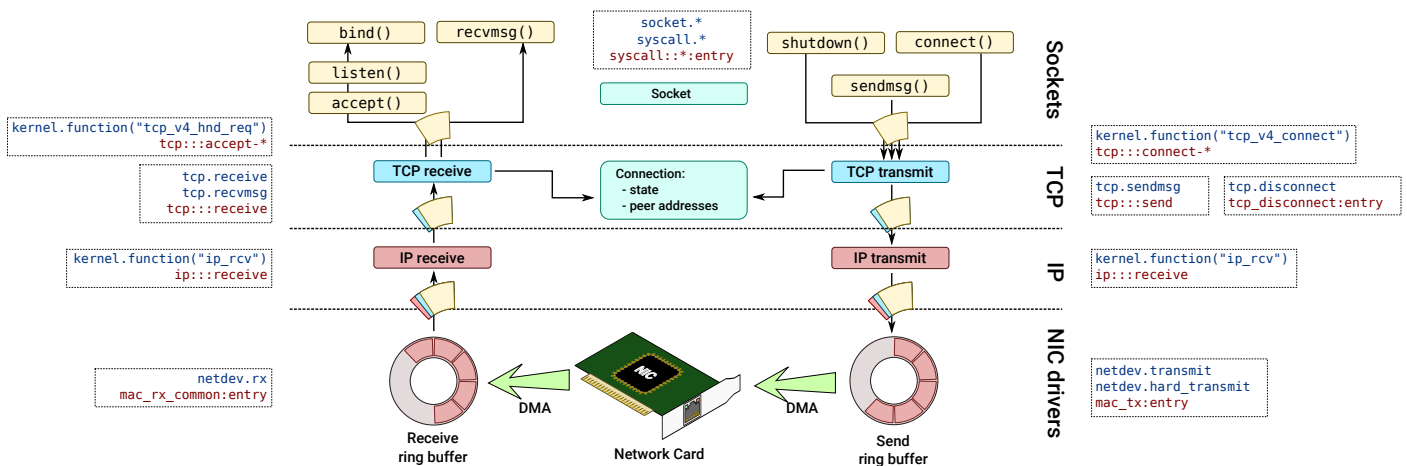 bind()
recvmsg()
listen()
accept()
socket.*
syscall.*
syscall::*:entry
Socket
shutdown()
connect()
sendmsg()
Sockets
kernel.function("tcp_v4_hnd_req")
tcp:::accept-*
kernel.function("tcp_v4_connect")
tcp:::connect-*
tcp.receive
tcp.recvmsg
tcp:::receive
TCP receive
Connection:
- state
- peer addresses
TCP transmit
TCP
tcp.sendmsg
tcp:::send
tcp.disconnect
tcp_disconnect:entry
kernel.function("ip_rcv")
ip:::receive
IP receive
IP transmit
IP
kernel.function("ip_rcv")
ip:::receive
netdev.rx
mac_rx_common:entry
Receive
ring buffer
DMA
NIC
Network Card
DMA
Send
ring buffer
NIC drivers
netdev.transmit
netdev.hard_transmit
mac_tx:entry